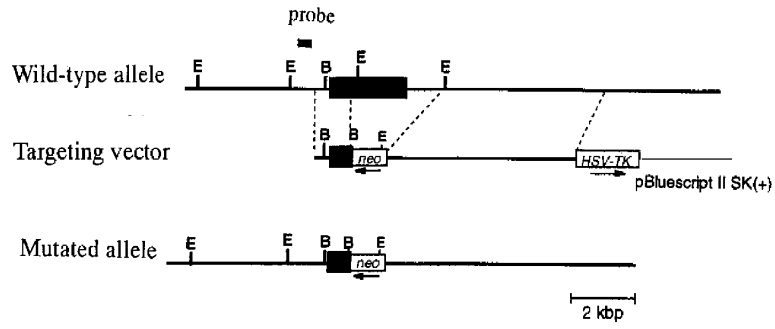 probe
E E B E E
Wild-type allele
B B E
neo
HSV-TK
Targeting vector
pBluescript II SK(+)
E E B B E
neo
Mutated allele
2 kbp